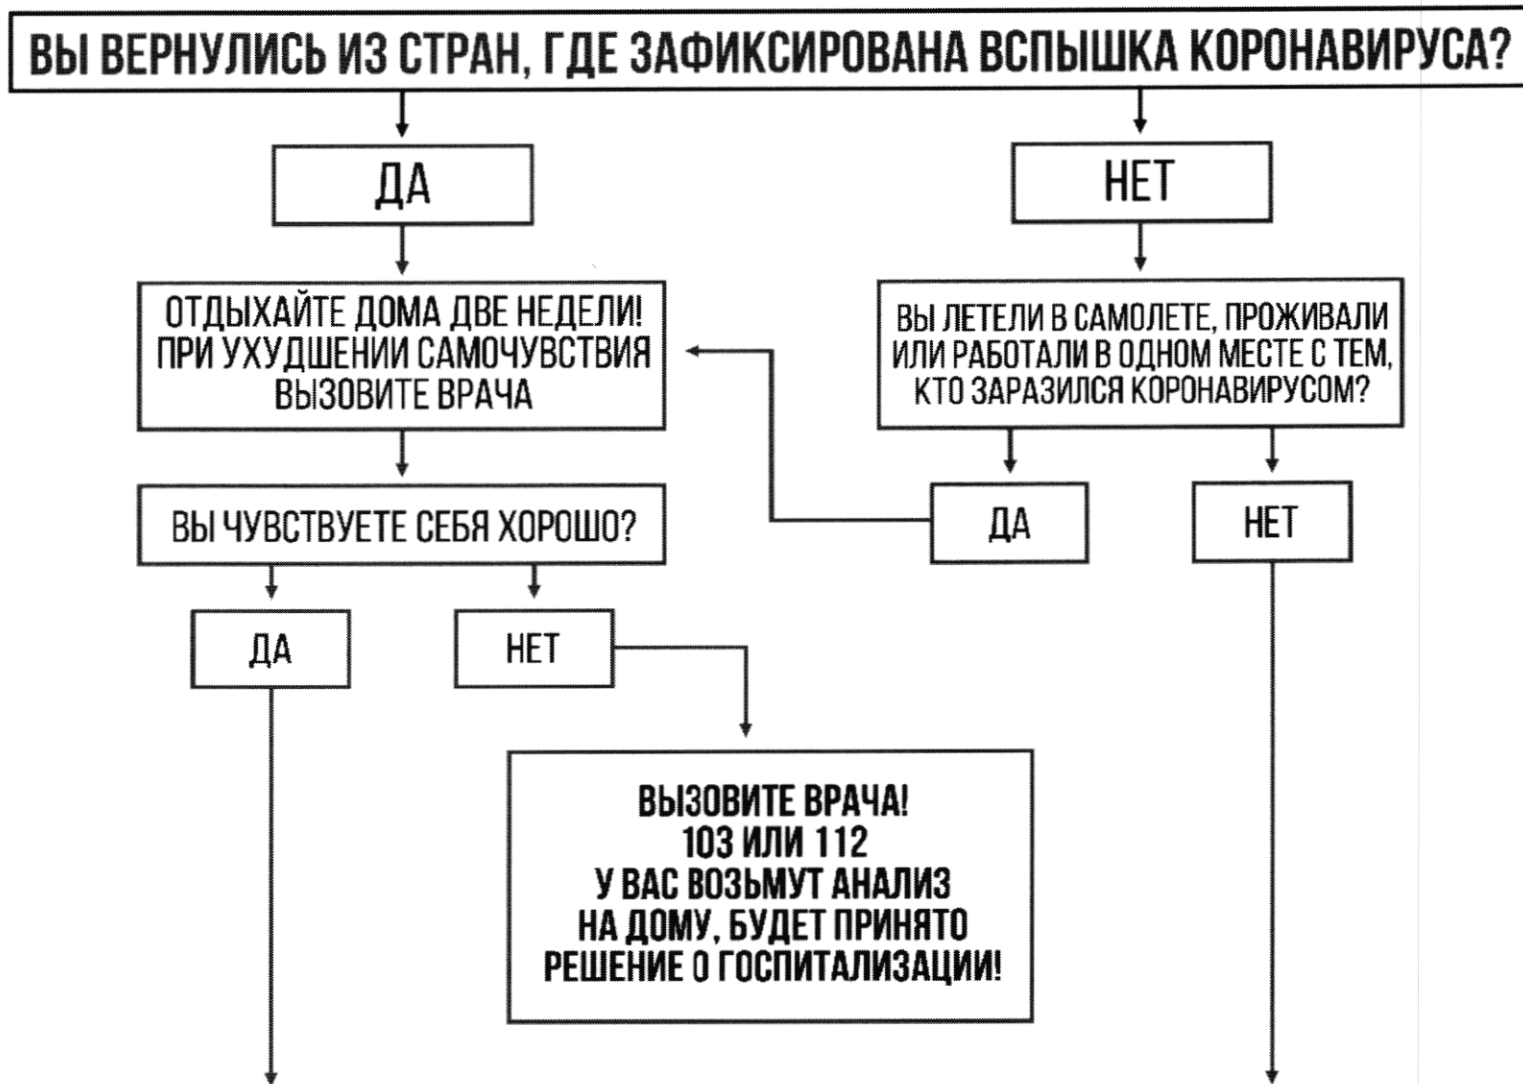 ВЫ ВЕРНУЛИСЬ ИЗ СТРАН, ГДЕ ЗАФИКСИРОВАНА ВСПЫШКА КОРОНАВИРУСА?
ДА
НЕТ
ОТДЫХАЙТЕ ДОМА ДВЕ НЕДЕЛИ!
ПРИ УХУДШЕНИИ САМОЧУВСТВИЯ
ВЫЗОВИТЕ ВРАЧА
ВЫ ЛЕТЕЛИ В САМОЛЕТЕ, ПРОЖИВАЛИ
ИЛИ РАБОТАЛИ В ОДНОМ МЕСТЕ С ТЕМ,
КТО ЗАРАЗИЛСЯ КОРОНАВИРУСОМ?
ВЫ ЧУВСТВУЕТЕ СЕБЯ ХОРОШО?
ДА
НЕТ
ДА
НЕТ
ВЫЗОВИТЕ ВРАЧА!
103 ИЛИ 112
У ВАС ВОЗЬМУТ АНАЛИЗ
НА ДОМУ, БУДЕТ ПРИНЯТО
РЕШЕНИЕ О ГОСПИТАЛИЗАЦИИ!